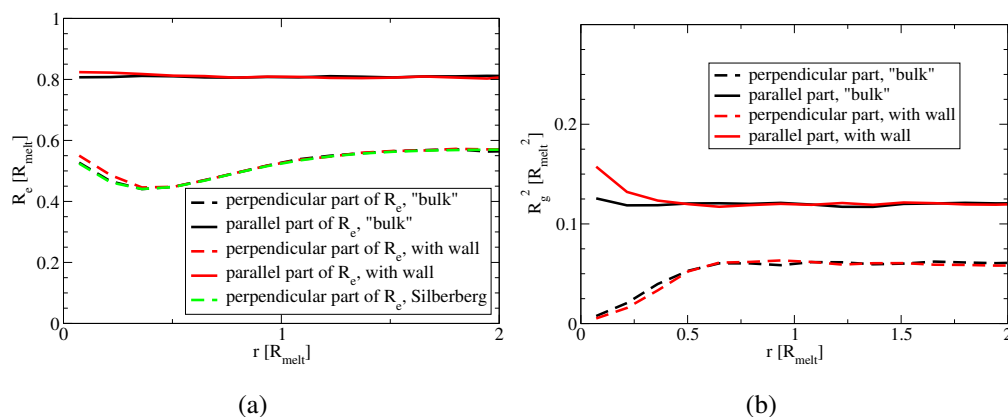 1
0.8
0.6
0.4
0.2
0
R_e [R_melt]
0
1
2
r [R_melt]
perpendicular part of R_e, "bulk"
parallel part of R_e, "bulk"
perpendicular part of R_e, with wall
parallel part of R_e, with wall
perpendicular part of R_e, Silberberg
(a)
0.2
0.1
0
R_g^2 [R_melt^2]
0
0.5
1
1.5
2
r [R_melt]
perpendicular part, "bulk"
parallel part, "bulk"
perpendicular part, with wall
parallel part, with wall
(b)